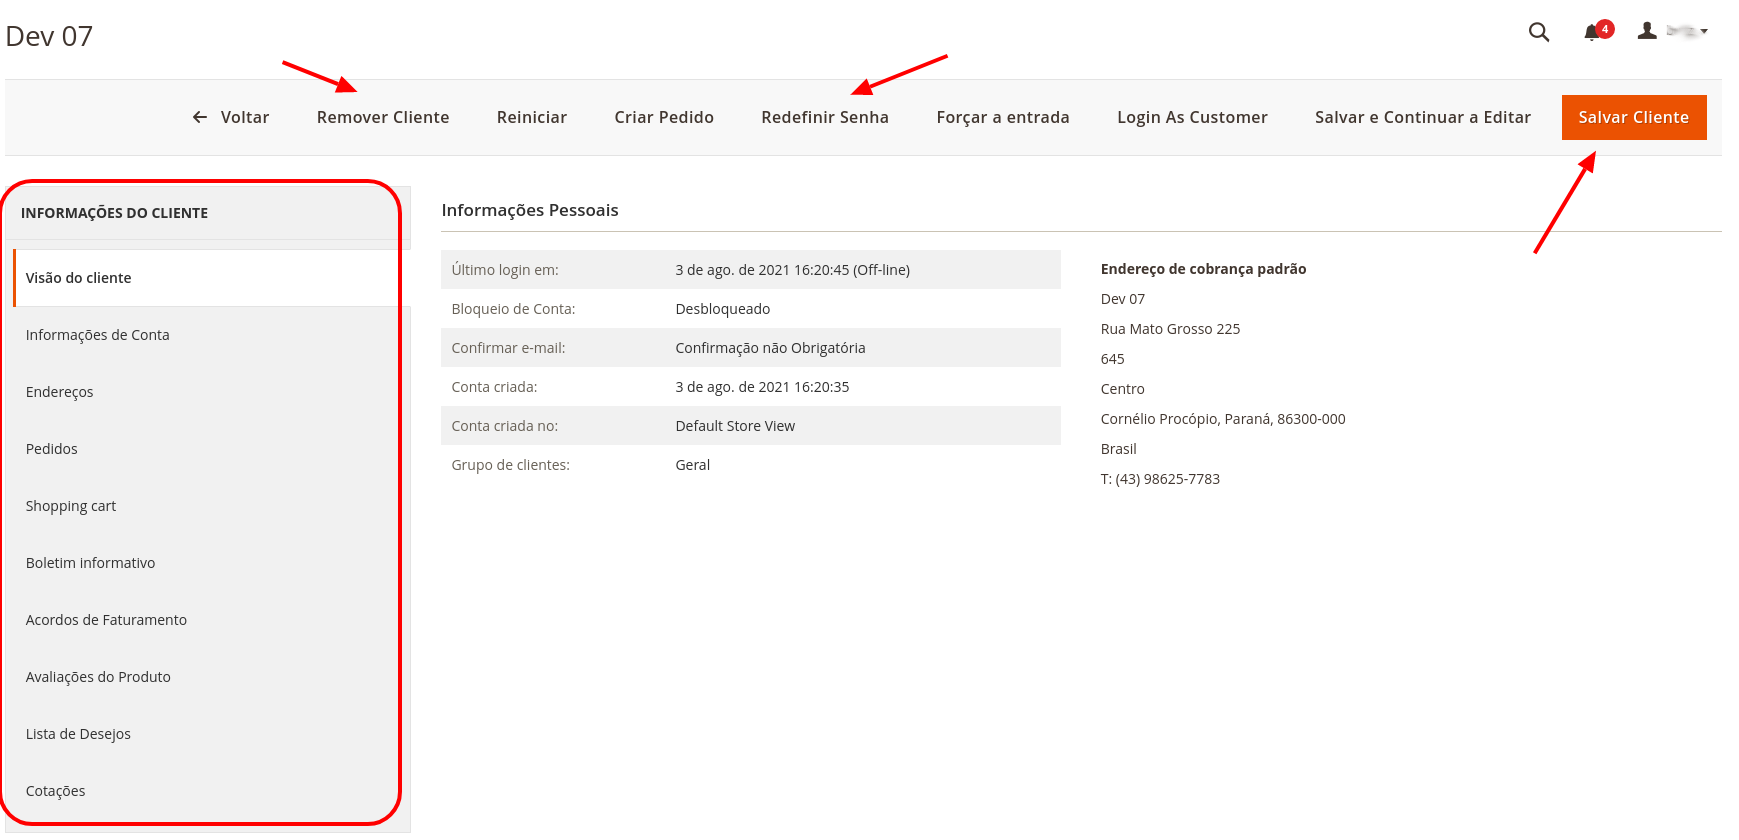 Dev 07
4
Voltar Remover Cliente Reiniciar Criar Pedido Redefinir Senha Forçar a entrada Login As Customer Salvar e Continuar a Editar Salvar Cliente
INFORMAÇÕES DO CLIENTE
Visão do cliente
Informações de Conta
Endereços
Pedidos
Shopping cart
Boletim informativo
Acordos de Faturamento
Avaliações do Produto
Lista de Desejos
Cotações
Informações Pessoais
Último login em: 3 de ago. de 2021 16:20:45 (Off-line)
Bloqueio de Conta: Desbloqueado
Confirmar e-mail: Confirmação não Obrigatória
Conta criada: 3 de ago. de 2021 16:20:35
Conta criada no: Default Store View
Grupo de clientes: Geral
Endereço de cobrança padrão
Dev 07
Rua Mato Grosso 225
645
Centro
Cornélio Procópio, Paraná, 86300-000
Brasil
T: (43) 98625-7783